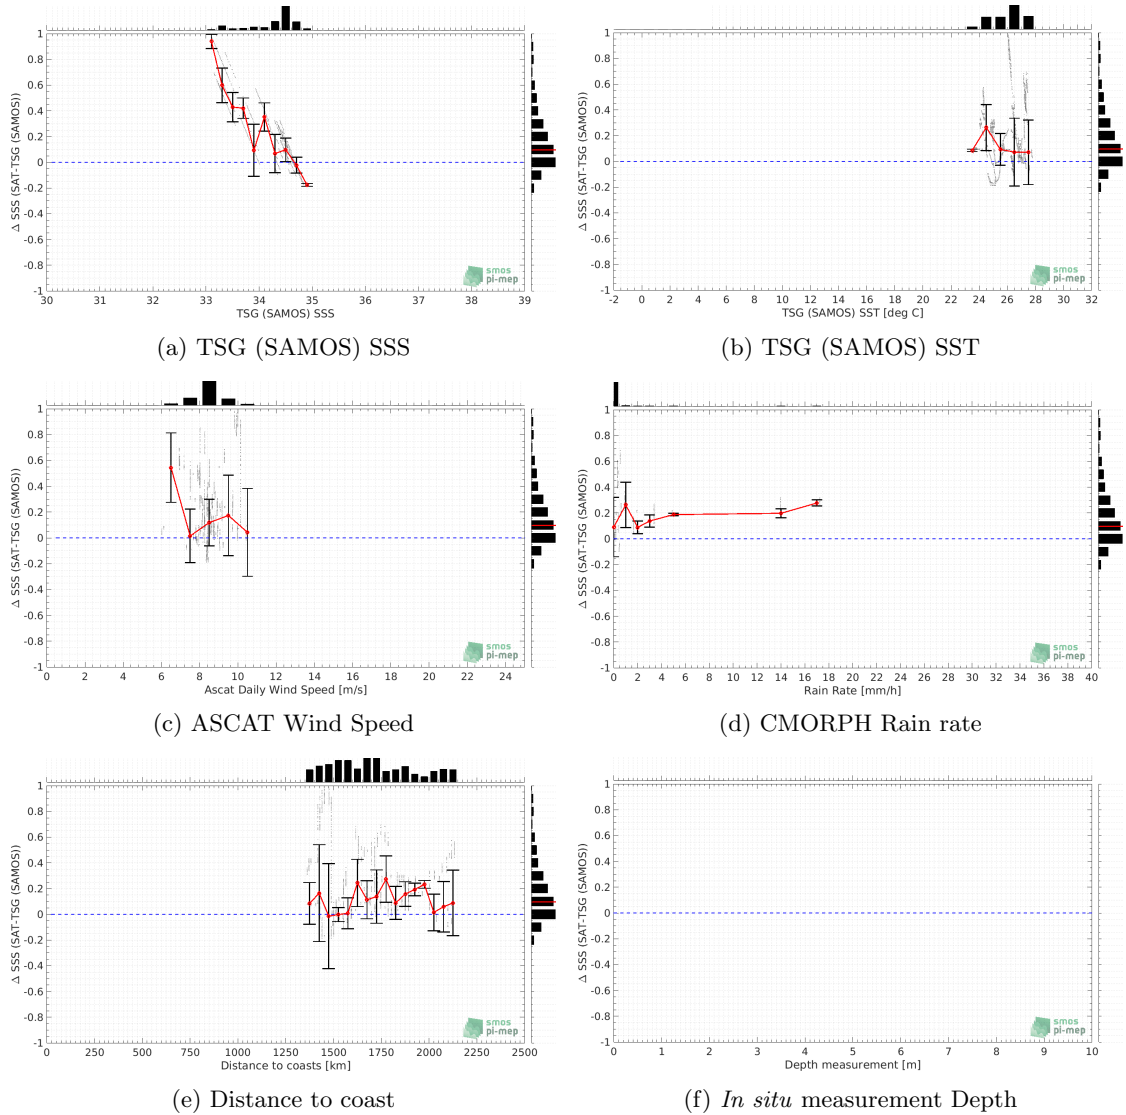 Δ SSS (SAT-TSG (SAMOS))
1
0.8
0.6
0.4
0.2
0
-0.2
-0.4
-0.6
-0.8
-1
30 31 32 33 34 35 36 37 38 39
TSG (SAMOS) SSS
smos
pi-mep
(a) TSG (SAMOS) SSS
Δ SSS (SAT-TSG (SAMOS))
1
0.8
0.6
0.4
0.2
0
-0.2
-0.4
-0.6
-0.8
-1
-2 0 2 4 6 8 10 12 14 16 18 20 22 24 26 28 30 32
TSG (SAMOS) SST [deg C]
smos
pi-mep
(b) TSG (SAMOS) SST
Δ SSS (SAT-TSG (SAMOS))
1
0.8
0.6
0.4
0.2
0
-0.2
-0.4
-0.6
-0.8
-1
0 2 4 6 8 10 12 14 16 18 20 22 24
Ascat Daily Wind Speed [m/s]
smos
pi-mep
(c) ASCAT Wind Speed
Δ SSS (SAT-TSG (SAMOS))
1
0.8
0.6
0.4
0.2
0
-0.2
-0.4
-0.6
-0.8
-1
0 2 4 6 8 10 12 14 16 18 20 22 24 26 28 30 32 34 36 38 40
Rain Rate [mm/h]
smos
pi-mep
(d) CMORPH Rain rate
Δ SSS (SAT-TSG (SAMOS))
1
0.8
0.6
0.4
0.2
0
-0.2
-0.4
-0.6
-0.8
-1
0 250 500 750 1000 1250 1500 1750 2000 2250 2500
Distance to coasts [km]
smos
pi-mep
(e) Distance to coast
Δ SSS (SAT-TSG (SAMOS))
1
0.8
0.6
0.4
0.2
0
-0.2
-0.4
-0.6
-0.8
-1
0 1 2 3 4 5 6 7 8 9 10
Depth measurement [m]
smos
pi-mep
(f) In situ measurement Depth